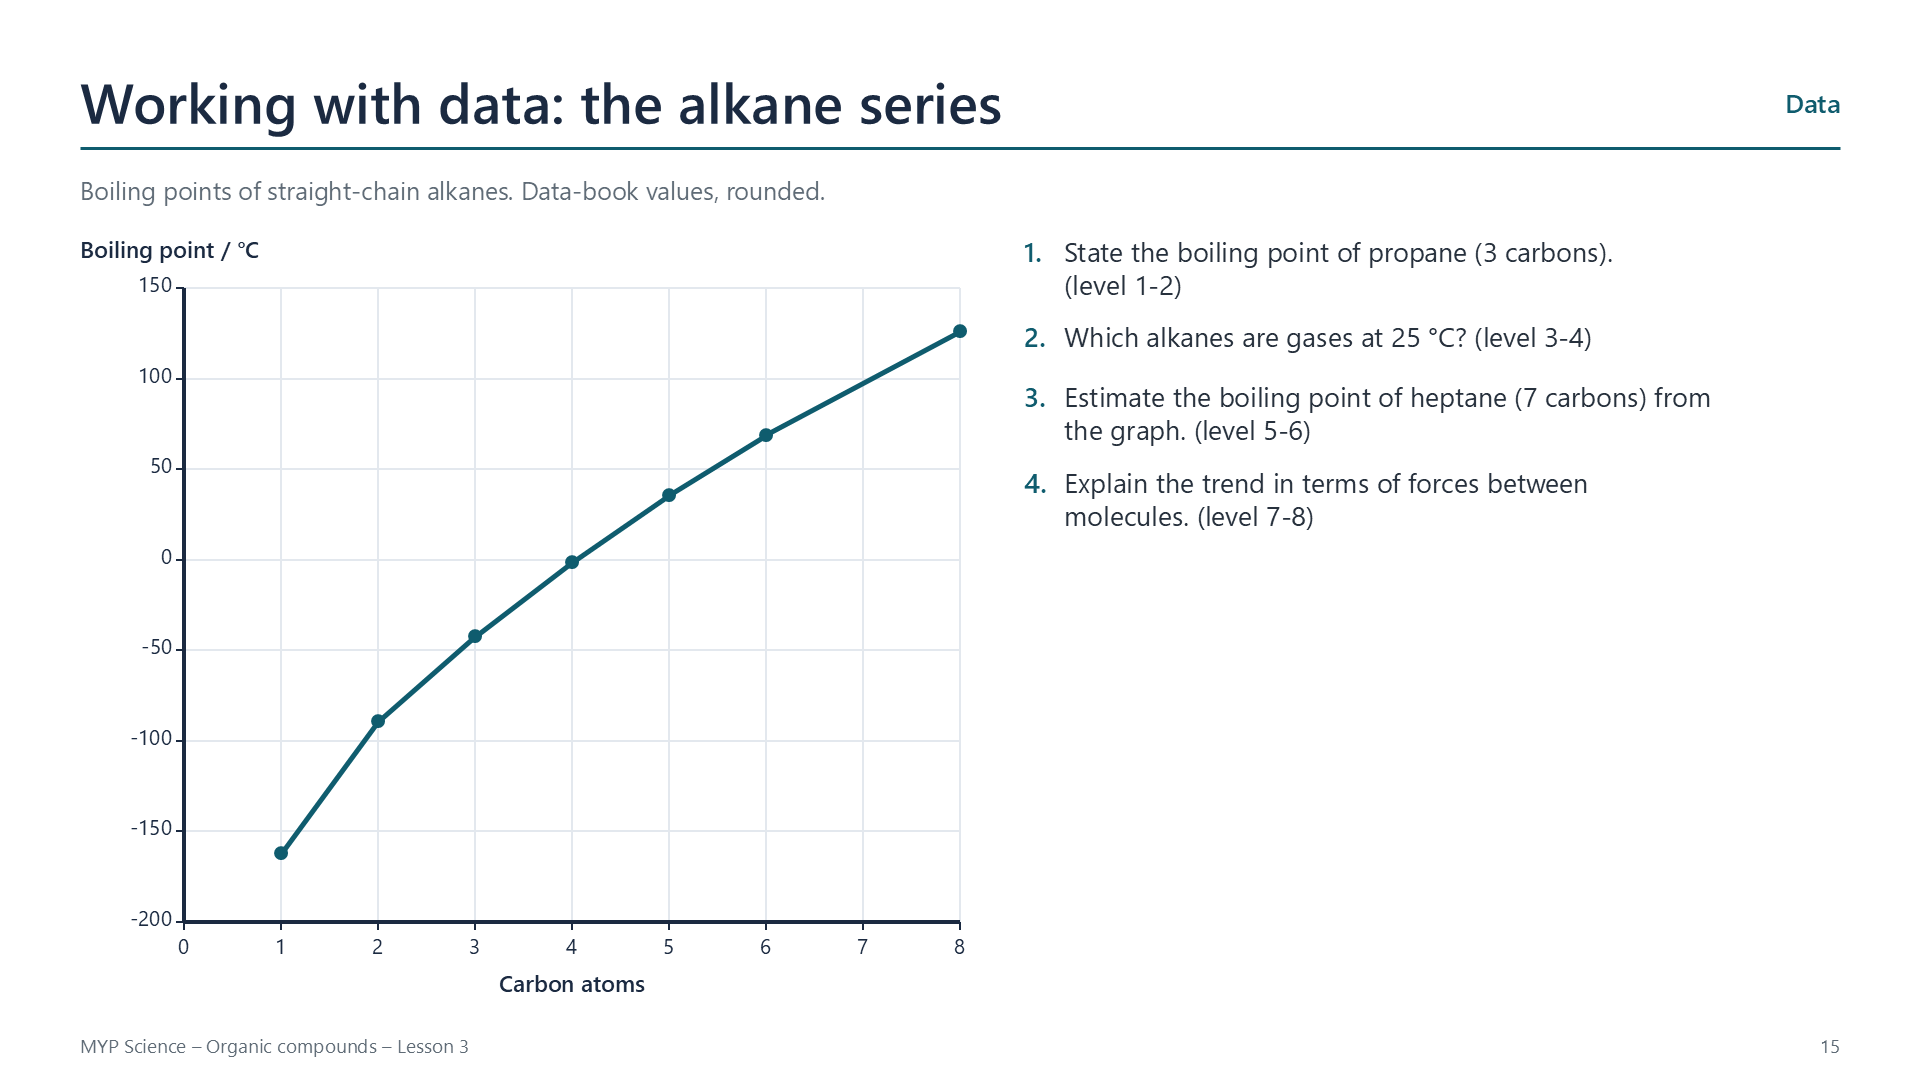 Working with data: the alkane series
Data
Boiling points of straight-chain alkanes. Data-book values, rounded.
Boiling point / °C
150
100
50
0
-50
-100
-150
-200
0 1 2 3 4 5 6 7 8
Carbon atoms
1. State the boiling point of propane (3 carbons).
(level 1-2)
2. Which alkanes are gases at 25 °C? (level 3-4)
3. Estimate the boiling point of heptane (7 carbons) from
the graph. (level 5-6)
4. Explain the trend in terms of forces between
molecules. (level 7-8)
MYP Science – Organic compounds – Lesson 3
15